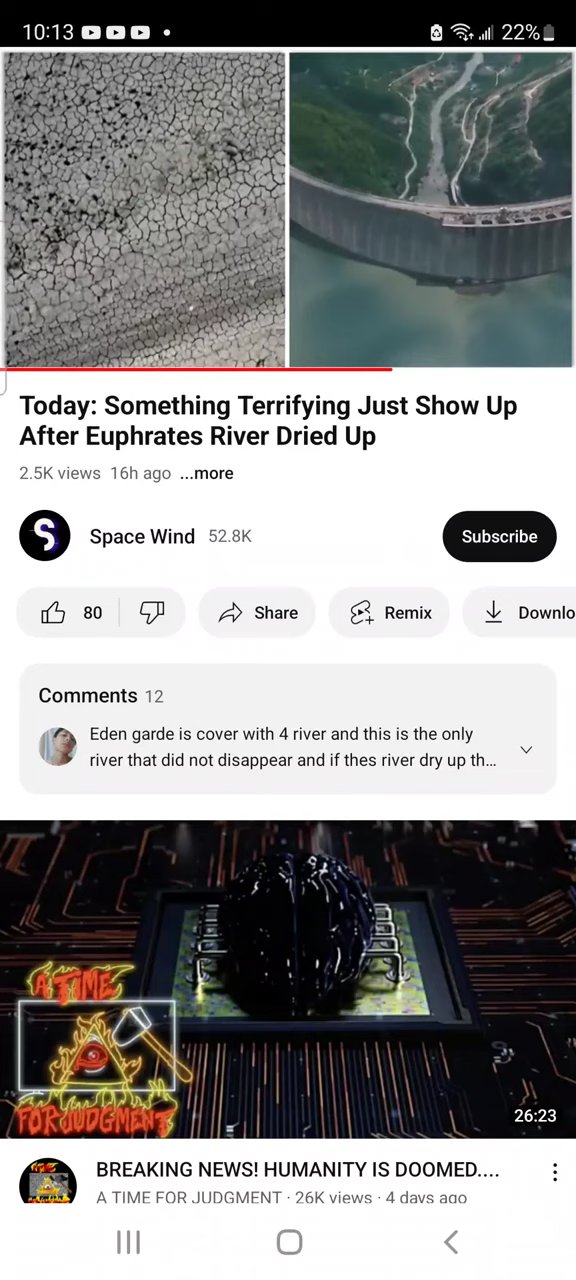 10:13
22%
Today: Something Terrifying Just Show Up
After Euphrates River Dried Up
2.5K views 16h ago ...more
Space Wind 52.8K
Subscribe
80
Share
Remix
Downlo
Comments 12
Eden garde is cover with 4 river and this is the only
river that did not disappear and if thes river dry up th...
A TIME
FOR JUDGMENT
26:23
BREAKING NEWS! HUMANITY IS DOOMED....
A TIME FOR JUDGMENT · 26K views · 4 days ago